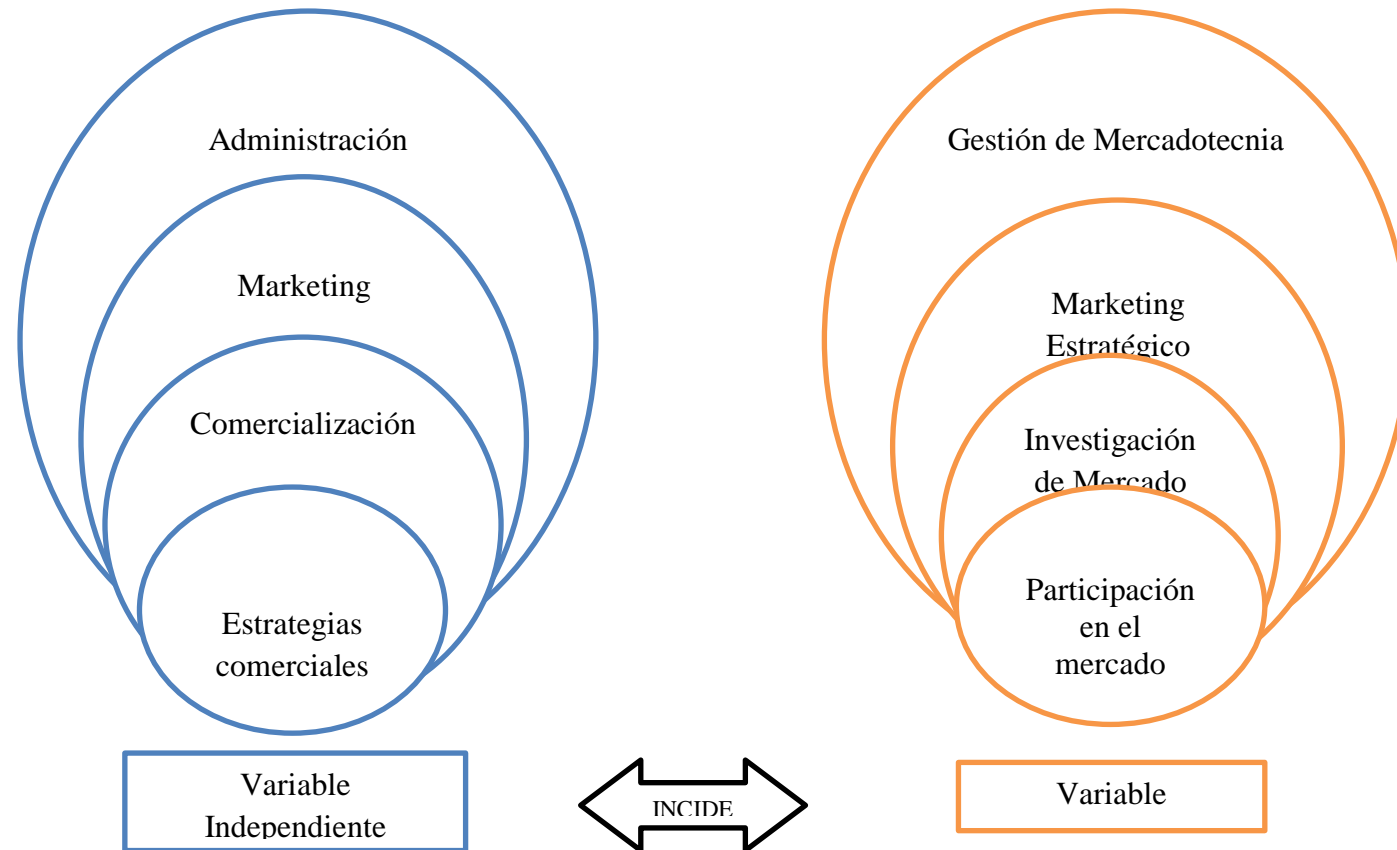 Administración
Marketing
Comercialización
Estrategias
comerciales
Variable
Independiente
INCIDE
Gestión de Mercadotecnia
Marketing
Estratégico
Investigación
de Mercado
Participación
en el
mercado
Variable